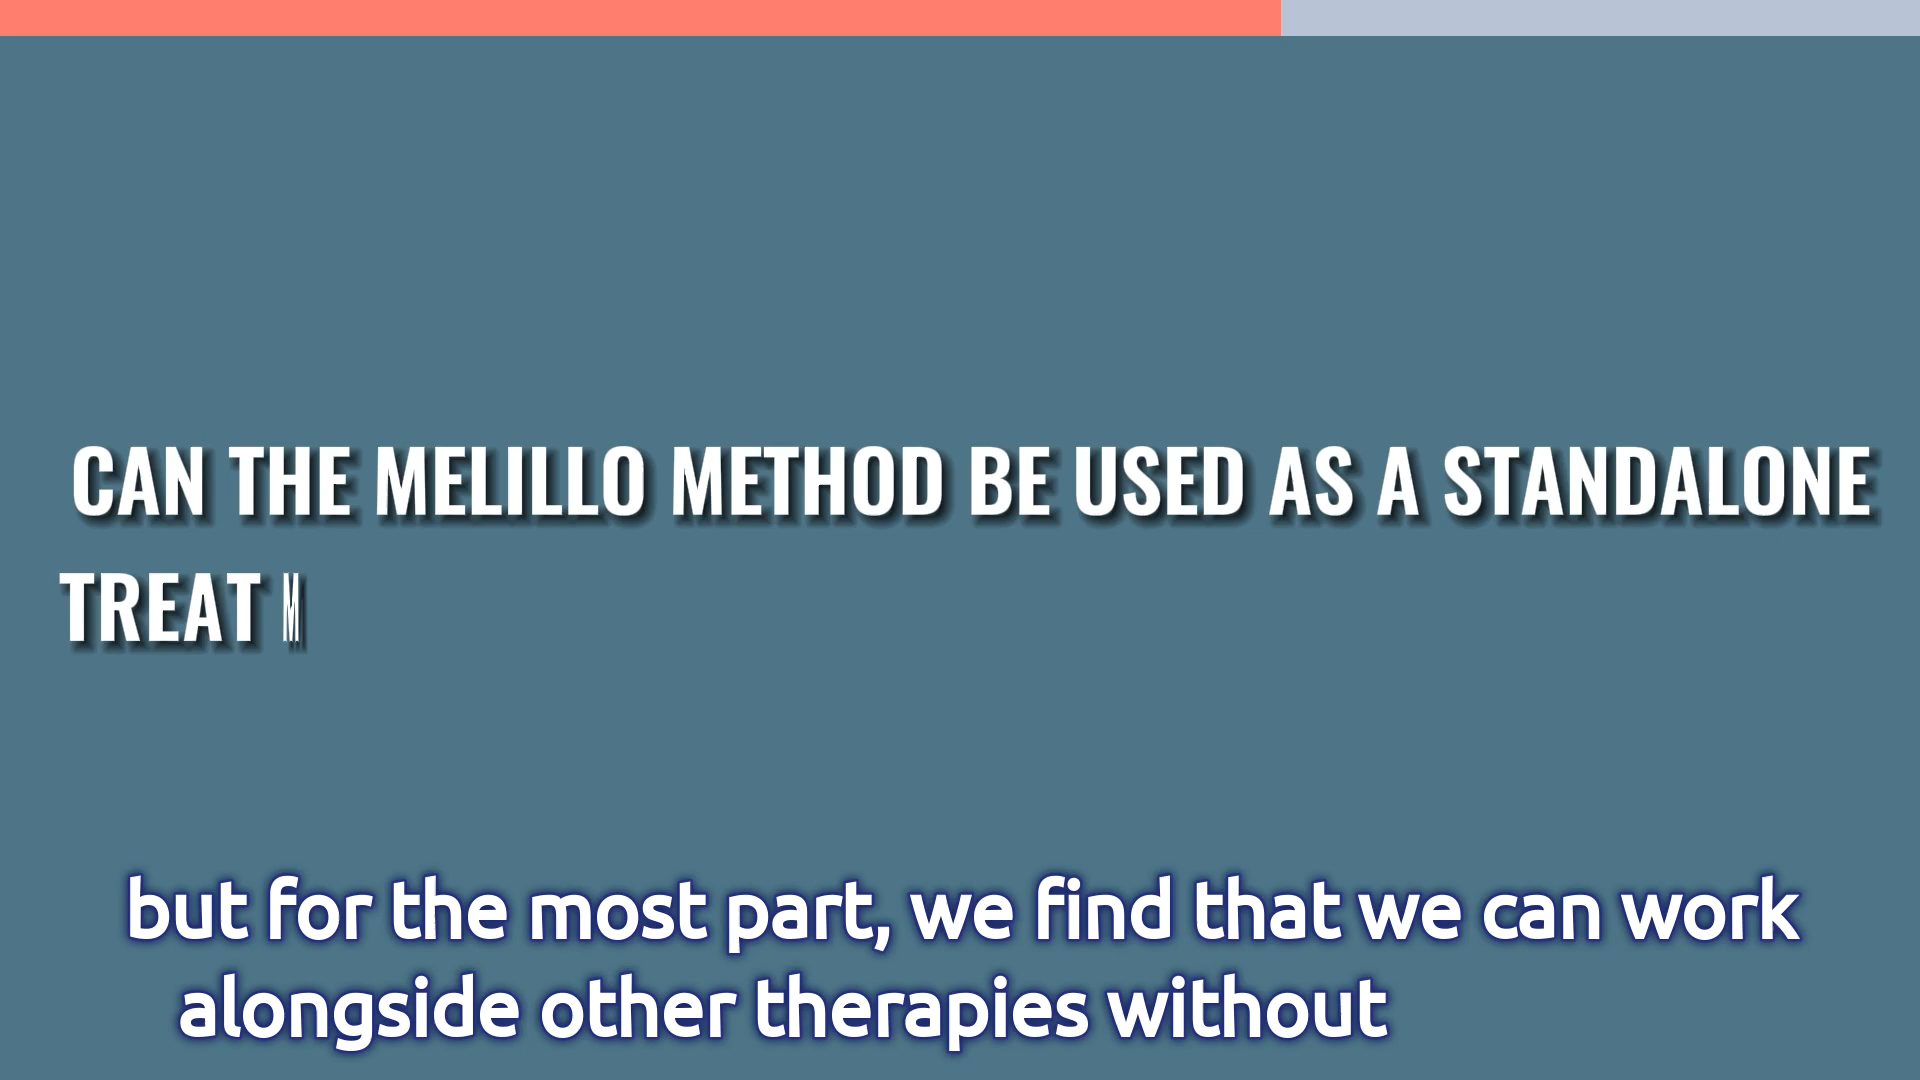 CAN THE MELILLO METHOD BE USED AS A STANDALONE
TREAT M
but for the most part, we find that we can work
alongside other therapies without